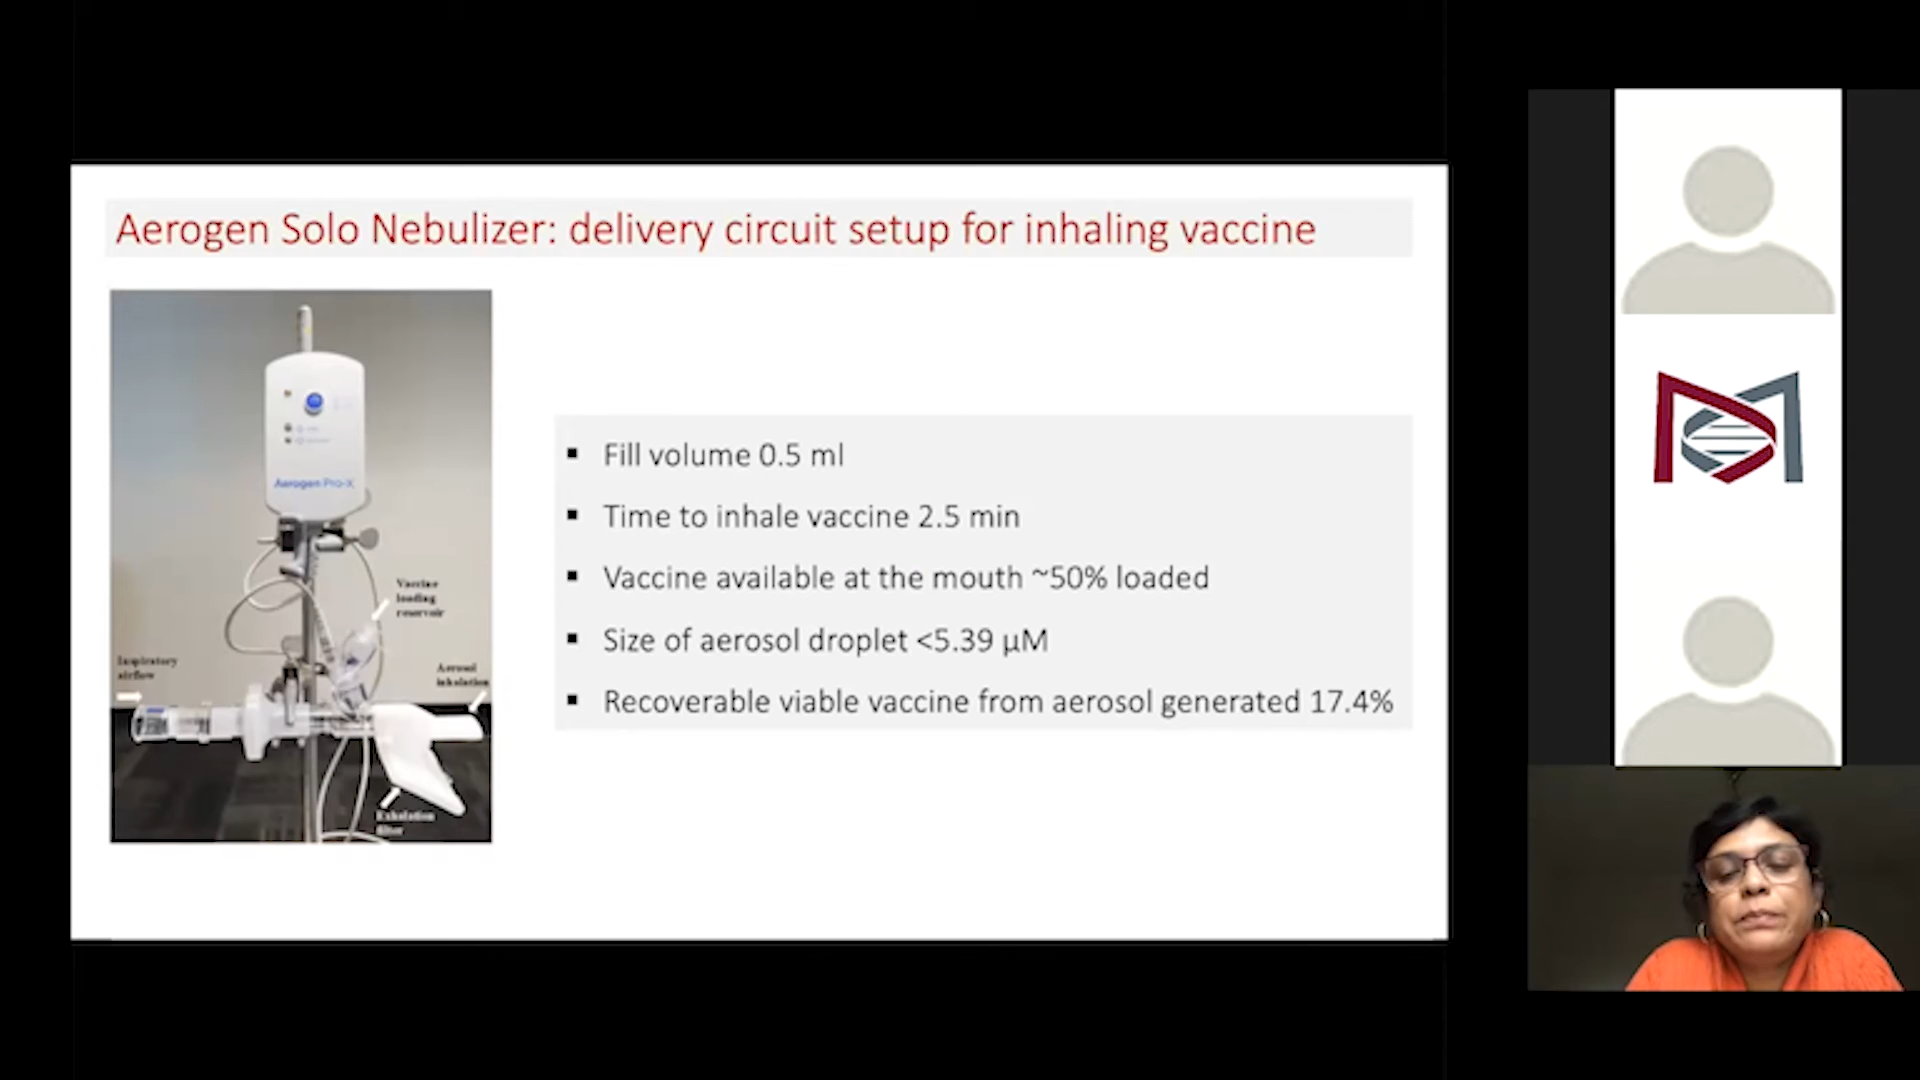 Aerogen Solo Nebulizer: delivery circuit setup for inhaling vaccine
Aerogen Pro-X
Vaccine
loading
reservoir
Inspiratory
airflow
Aerosol
inhalation
Exhalation
filter
▪ Fill volume 0.5 ml
▪ Time to inhale vaccine 2.5 min
▪ Vaccine available at the mouth ~50% loaded
▪ Size of aerosol droplet <5.39 µM
▪ Recoverable viable vaccine from aerosol generated 17.4%